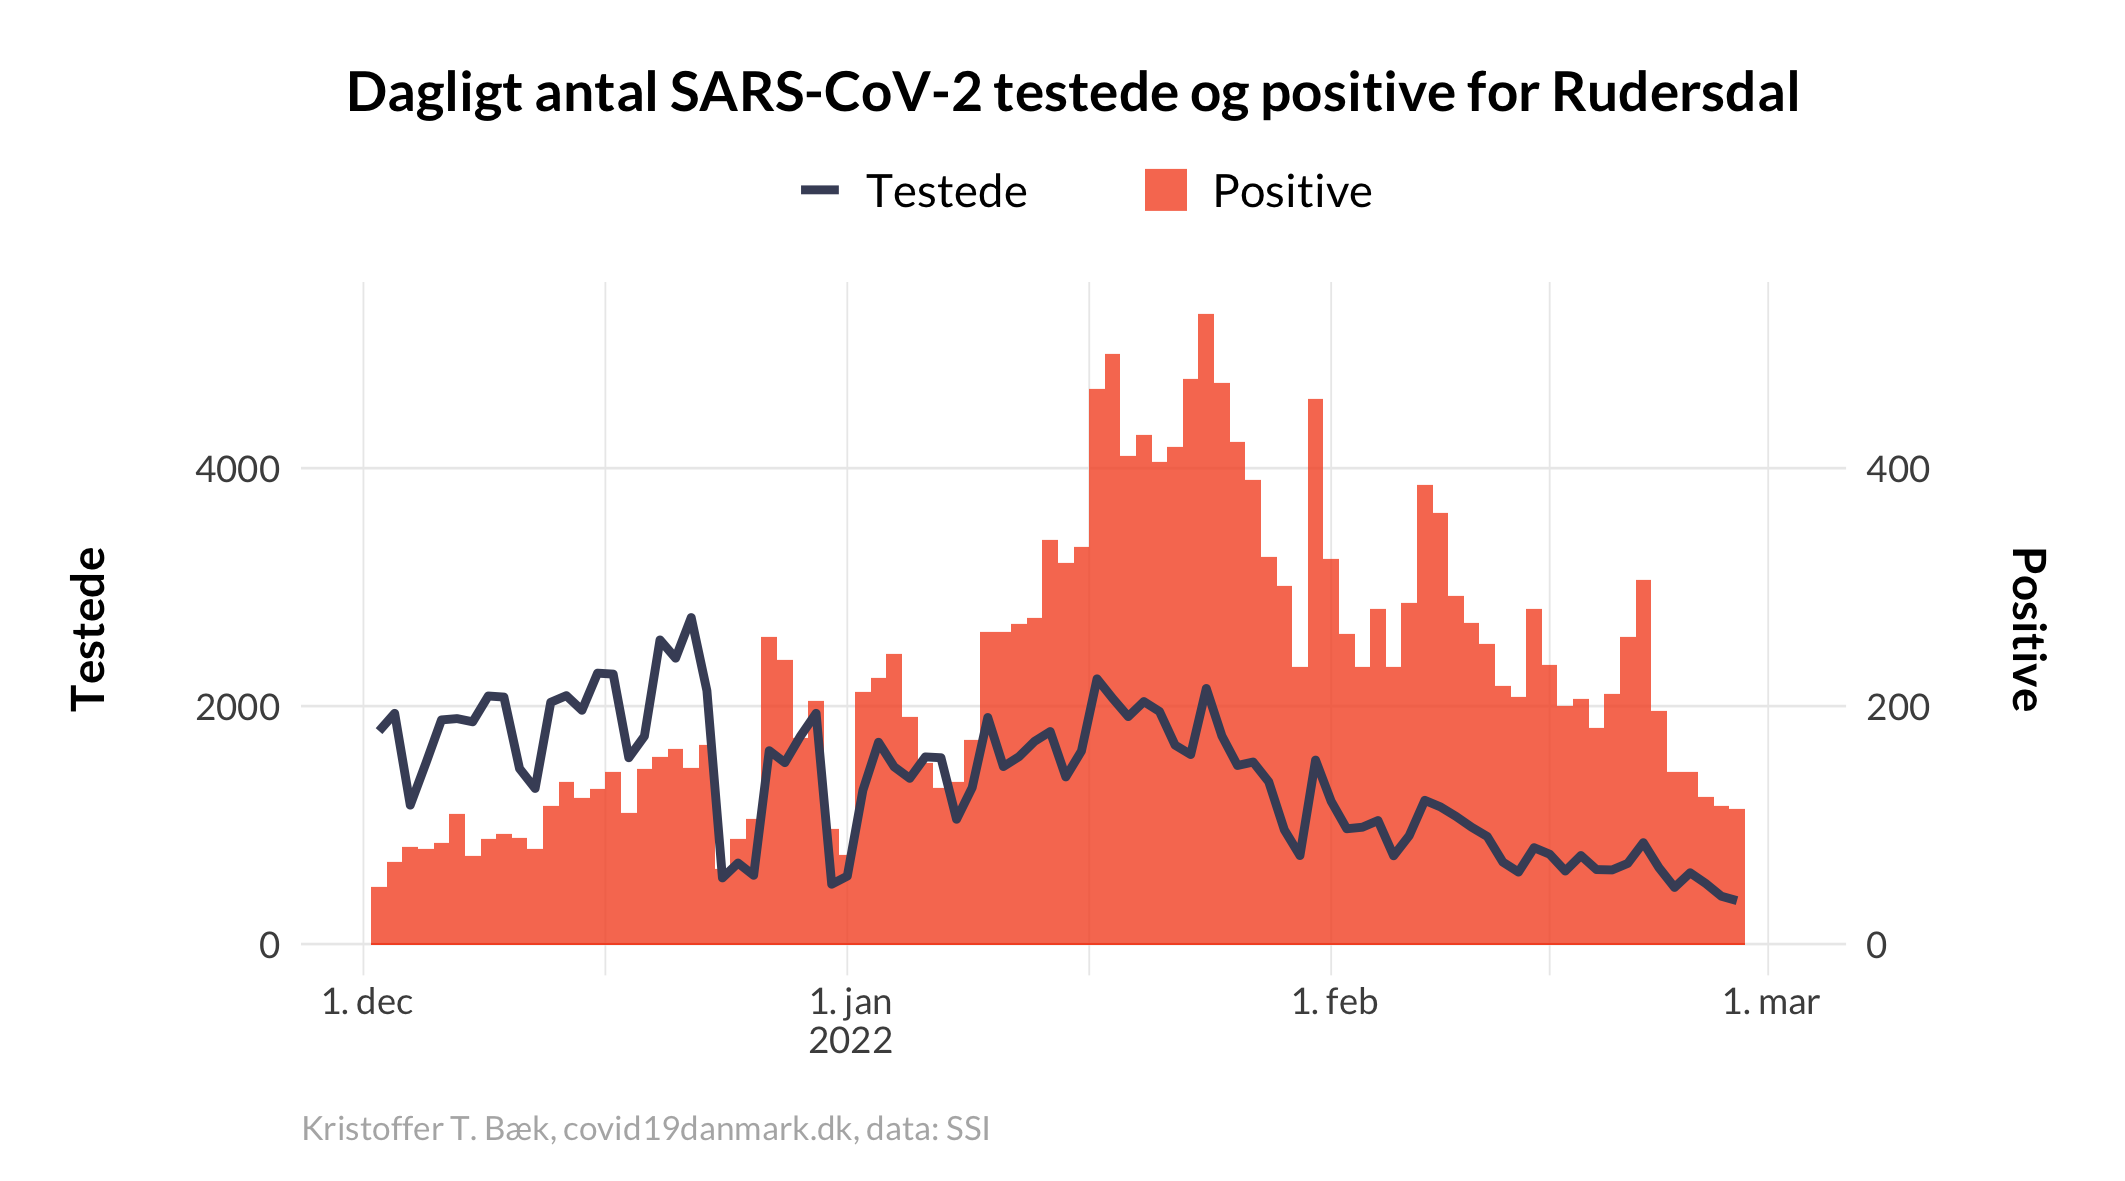 Dagligt antal SARS-CoV-2 testede og positive for Rudersdal
Testede
Positive
Testede
4000
2000
0
400
200
0
Positive
1. dec
1. jan
2022
1. feb
1. mar
Kristoffer T. Bæk, covid19danmark.dk, data: SSI